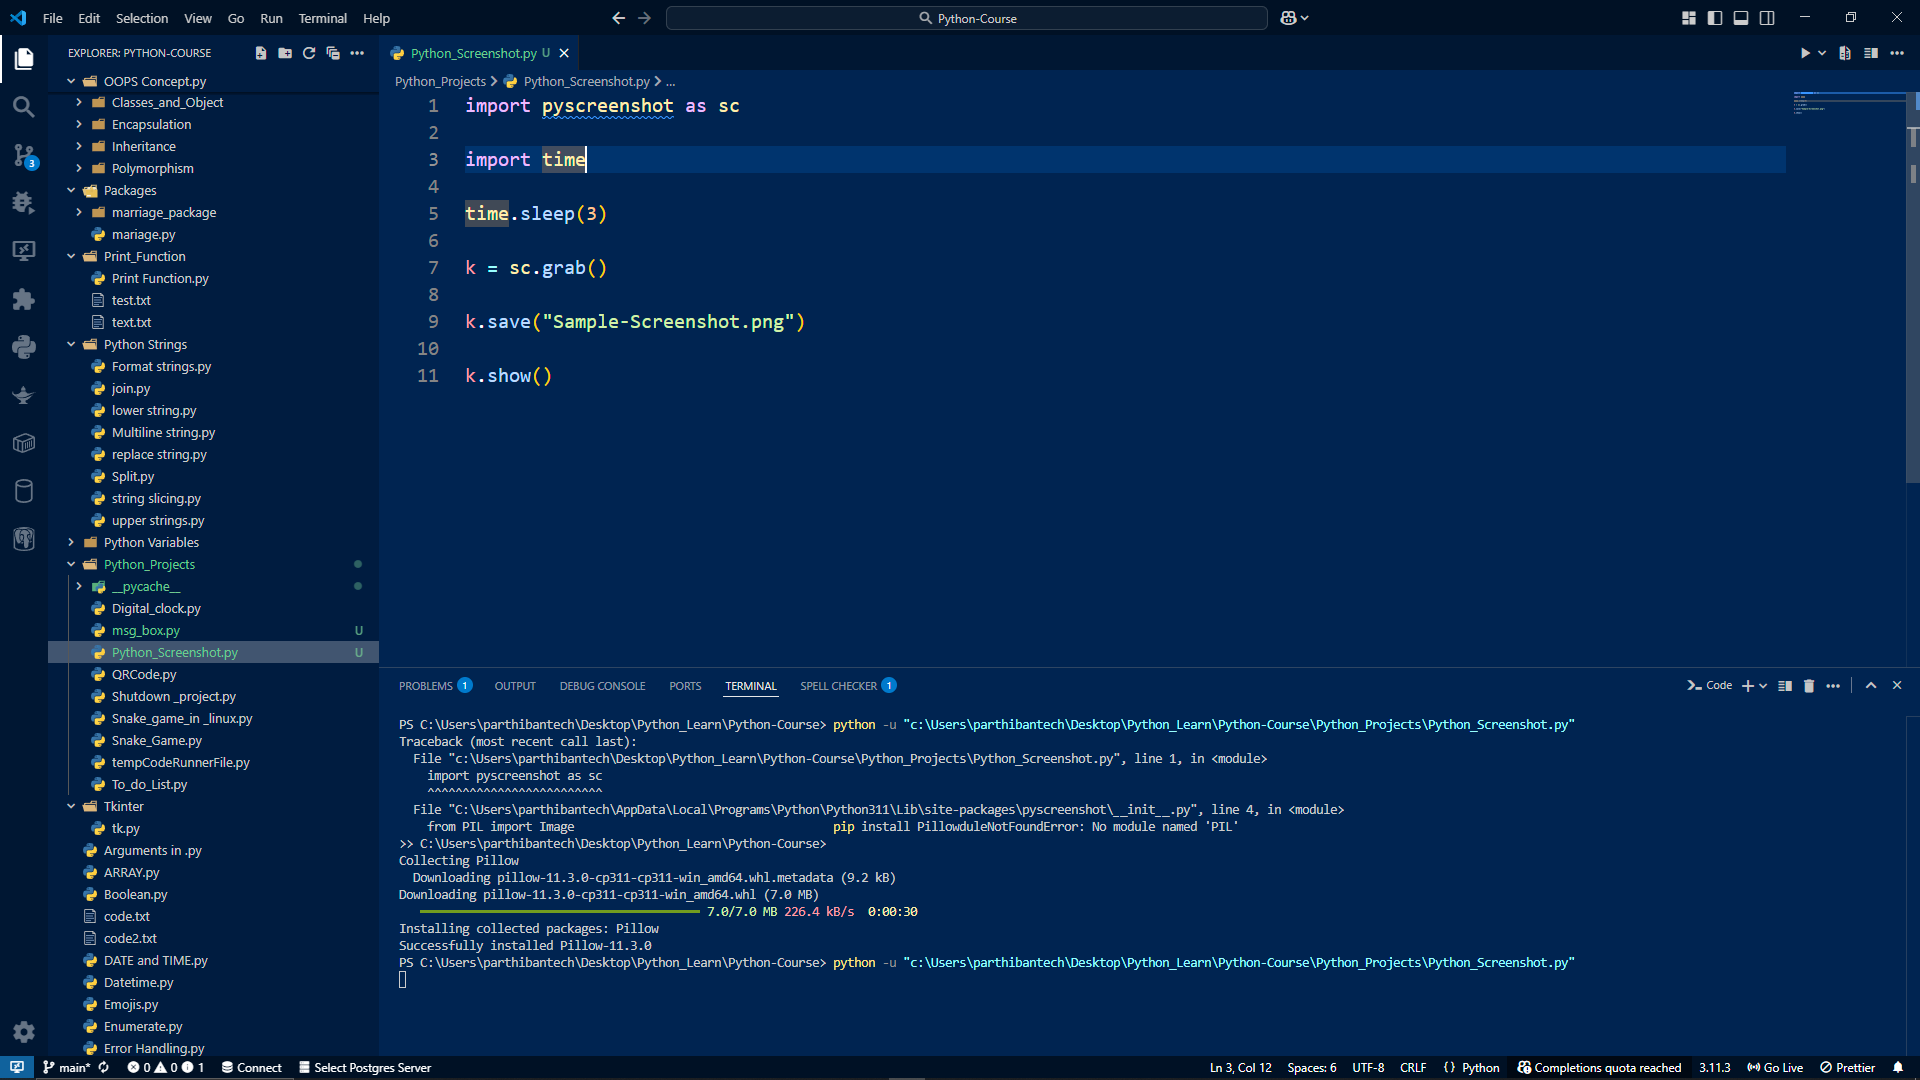 File Edit Selection View Go Run Terminal Help
Python-Course
EXPLORER: PYTHON-COURSE
OOPS Concept.py
Classes_and_Object
Encapsulation
Inheritance
Polymorphism
Packages
marriage_package
mariage.py
Print_Function
Print Function.py
test.txt
text.txt
Python Strings
Format strings.py
join.py
lower string.py
Multiline string.py
replace string.py
Split.py
string slicing.py
upper strings.py
Python Variables
Python_Projects
__pycache__
Digital_clock.py
msg_box.py U
Python_Screenshot.py U
QRCode.py
Shutdown _project.py
Snake_game_in _linux.py
Snake_Game.py
tempCodeRunnerFile.py
To_do_List.py
Tkinter
tk.py
Arguments in .py
ARRAY.py
Boolean.py
code.txt
code2.txt
DATE and TIME.py
Datetime.py
Emojis.py
Enumerate.py
Error Handling.py
3
Python_Screenshot.py U
Python_Projects > Python_Screenshot.py > ...
1 import pyscreenshot as sc
2
3 import time
4
5 time.sleep(3)
6
7 k = sc.grab()
8
9 k.save("Sample-Screenshot.png")
10
11 k.show()
PROBLEMS 1 OUTPUT DEBUG CONSOLE PORTS TERMINAL SPELL CHECKER 1 Code
PS C:\Users\parthibantech\Desktop\Python_Learn\Python-Course> python -u "c:\Users\parthibantech\Desktop\Python_Learn\Python-Course\Python_Projects\Python_Screenshot.py"
Traceback (most recent call last):
File "c:\Users\parthibantech\Desktop\Python_Learn\Python-Course\Python_Projects\Python_Screenshot.py", line 1, in <module>
import pyscreenshot as sc
^^^^^^^^^^^^^^^^^^^^^^^^^
File "C:\Users\parthibantech\AppData\Local\Programs\Python\Python311\Lib\site-packages\pyscreenshot\__init__.py", line 4, in <module>
from PIL import Image pip install PillowduleNotFoundError: No module named 'PIL'
>> C:\Users\parthibantech\Desktop\Python_Learn\Python-Course>
Collecting Pillow
Downloading pillow-11.3.0-cp311-cp311-win_amd64.whl.metadata (9.2 kB)
Downloading pillow-11.3.0-cp311-cp311-win_amd64.whl (7.0 MB)
7.0/7.0 MB 226.4 kB/s 0:00:30
Installing collected packages: Pillow
Successfully installed Pillow-11.3.0
PS C:\Users\parthibantech\Desktop\Python_Learn\Python-Course> python -u "c:\Users\parthibantech\Desktop\Python_Learn\Python-Course\Python_Projects\Python_Screenshot.py"
main* 0 0 1 Connect Select Postgres Server Ln 3, Col 12 Spaces: 6 UTF-8 CRLF {} Python Completions quota reached 3.11.3 Go Live Prettier